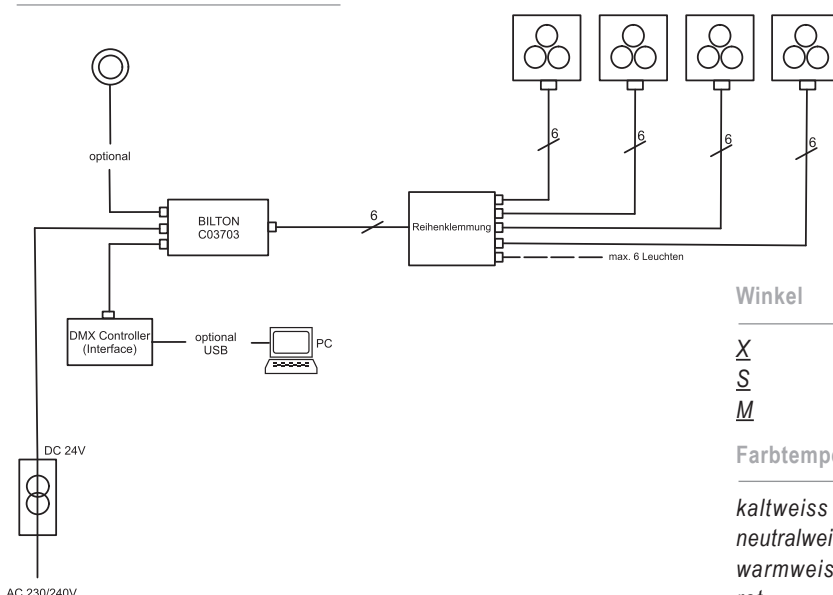 optional
6
6
6
6
BILTON
C03703
6
Reihenklemmung
max. 6 Leuchten
DMX Controller
(Interface)
optional
USB
PC
DC 24V
AC 230/240V
Winkel
X
S
M
kaltweiss